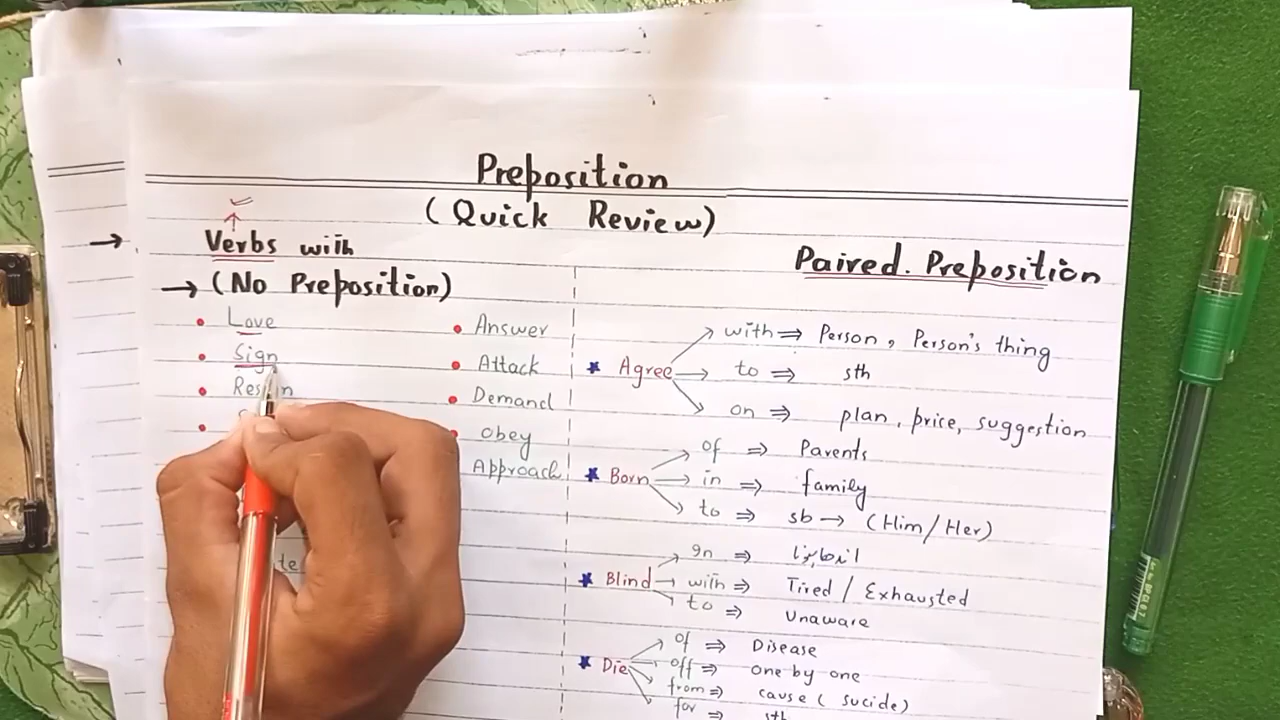 Preposition
(Quick Review)
Verbs with
→ (No Preposition)
• Love
• Sign
• Resign
• Answer
• Attack
• Demand
• Obey
Approach
Paired. Preposition
★ Agree
with ⇒ Person, Person's thing
to ⇒ sth
on ⇒ plan, price, suggestion
★ Born
of ⇒ Parents
in ⇒ family
to ⇒ sb → (Him/Her)
★ Blind
In ⇒
with ⇒ Tired / Exhausted
to ⇒ Unaware
★ Die
of ⇒ Disease
off ⇒ one by one
from ⇒ cause ( sucide)
for ⇒ sth